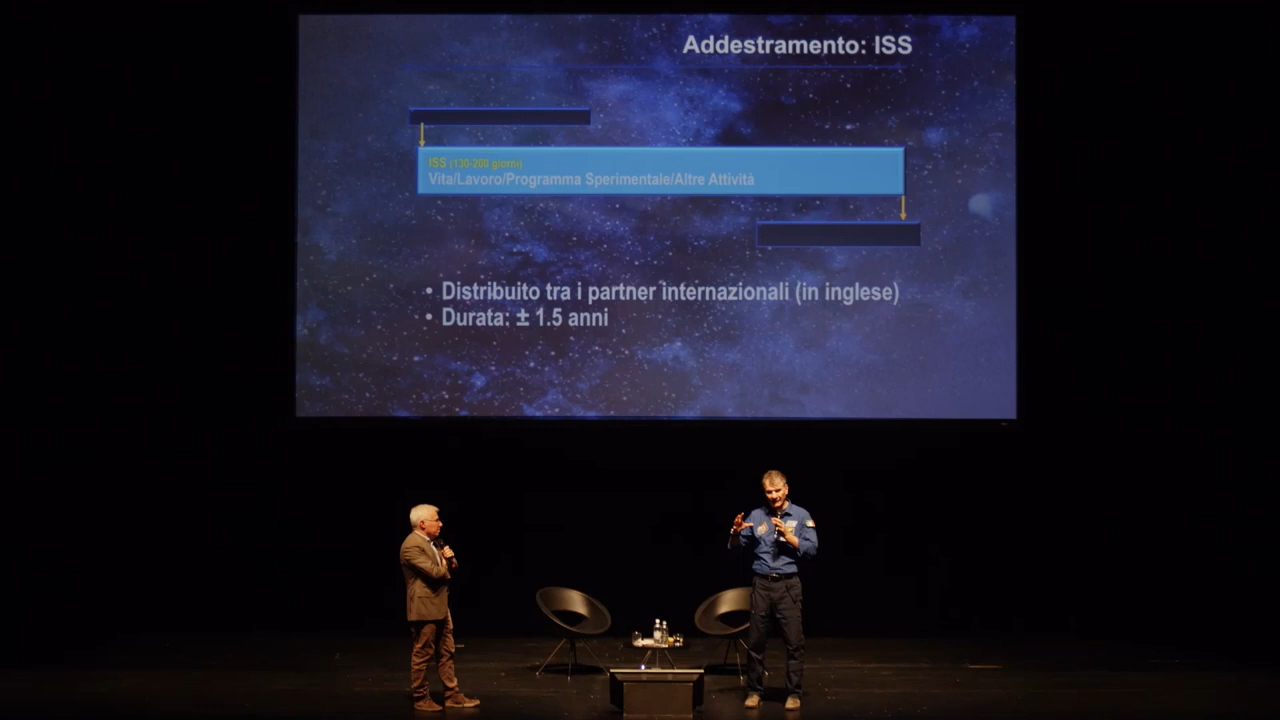 Addestramento: ISS
ISS (130-200 giorni)
Vita/Lavoro/Programma Sperimentale/Altre Attività
• Distribuito tra i partner internazionali (in inglese)
• Durata: ± 1.5 anni